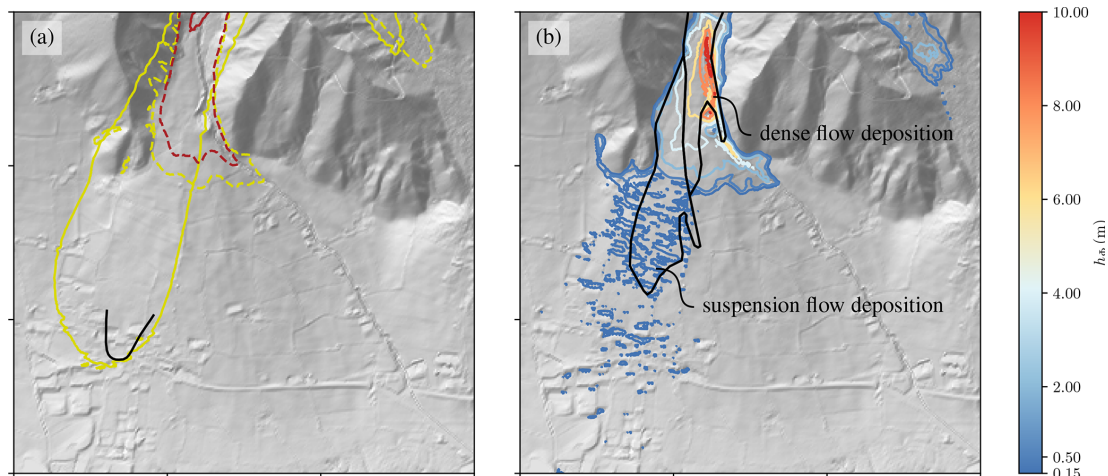 (a)
(b)
dense flow deposition
suspension flow deposition
10.00
8.00
6.00
4.00
2.00
0.50
0.15
(m)